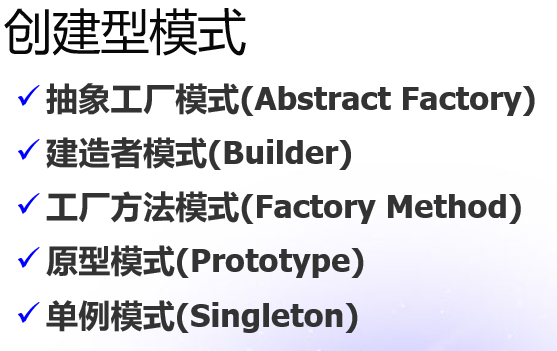 创建型模式
抽象工厂模式(Abstract Factory)
建造者模式(Builder)
工厂方法模式(Factory Method)
原型模式(Prototype)
单例模式(Singleton)